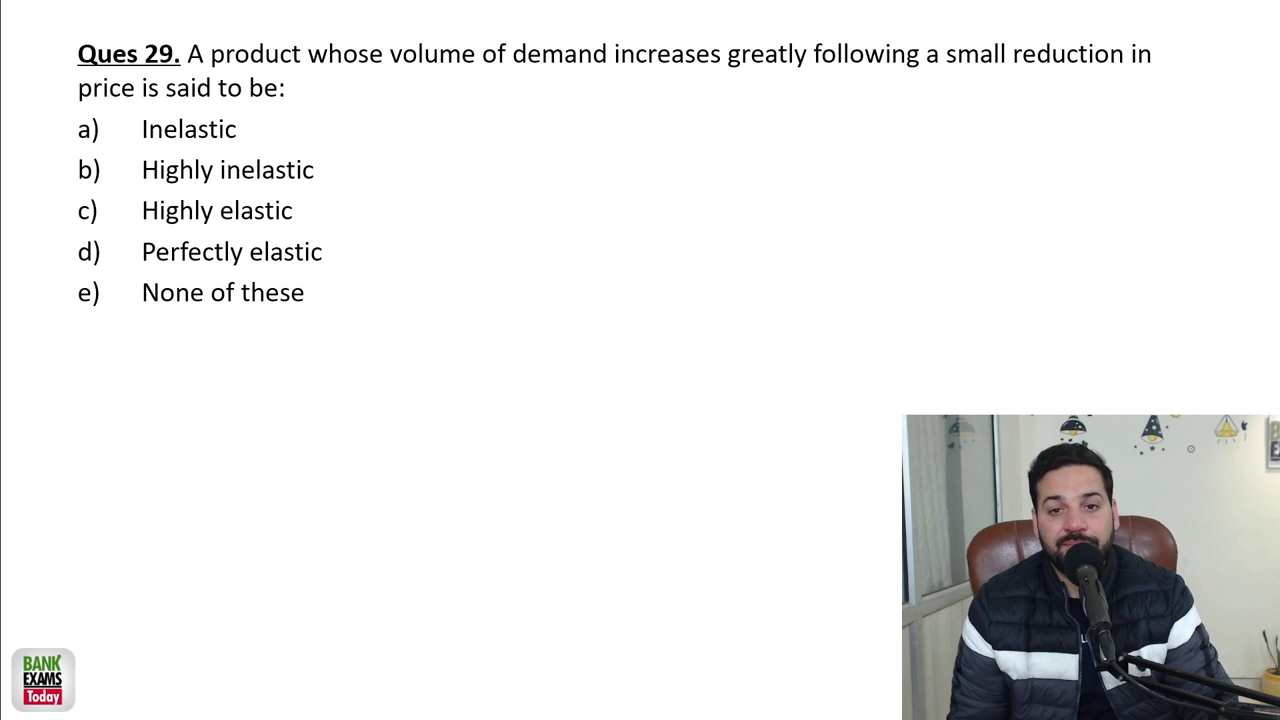 Ques 29. A product whose volume of demand increases greatly following a small reduction in
price is said to be:
a) Inelastic
b) Highly inelastic
c) Highly elastic
d) Perfectly elastic
e) None of these
BANK
EXAMS
Today